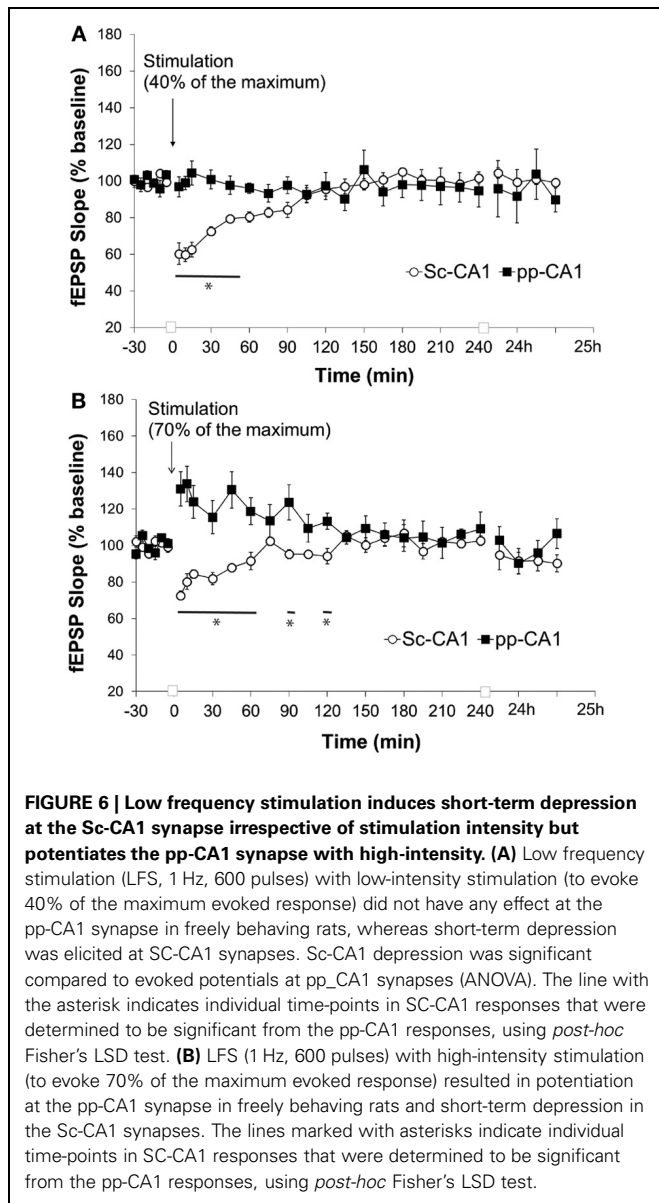 A
180
160
140
120
100
80
60
40
20
fEPSP Slope (% baseline)
Stimulation
(40% of the maximum)
Sc-CA1 pp-CA1
*
-30 0 30 60 90 120 150 180 210 240 24h 25h
Time (min)
B
180
160
140
120
100
80
60
40
20
fEPSP Slope (% baseline)
Stimulation
(70% of the maximum)
* * *
Sc-CA1 pp-CA1
-30 0 30 60 90 120 150 180 210 240 24h 25h
Time (min)
FIGURE 6 | Low frequency stimulation induces short-term depression
at the Sc-CA1 synapse irrespective of stimulation intensity but
potentiates the pp-CA1 synapse with high-intensity. (A) Low frequency
stimulation (LFS, 1 Hz, 600 pulses) with low-intensity stimulation (to evoke
40% of the maximum evoked response) did not have any effect at the
pp-CA1 synapse in freely behaving rats, whereas short-term depression
was elicited at SC-CA1 synapses. Sc-CA1 depression was significant
compared to evoked potentials at pp_CA1 synapses (ANOVA). The line with
the asterisk indicates individual time-points in SC-CA1 responses that were
determined to be significant from the pp-CA1 responses, using post-hoc
Fisher's LSD test. (B) LFS (1 Hz, 600 pulses) with high-intensity stimulation
(to evoke 70% of the maximum evoked response) resulted in potentiation
at the pp-CA1 synapse in freely behaving rats and short-term depression in
the Sc-CA1 synapses. The lines marked with asterisks indicate individual
time-points in SC-CA1 responses that were determined to be significant
from the pp-CA1 responses, using post-hoc Fisher's LSD test.